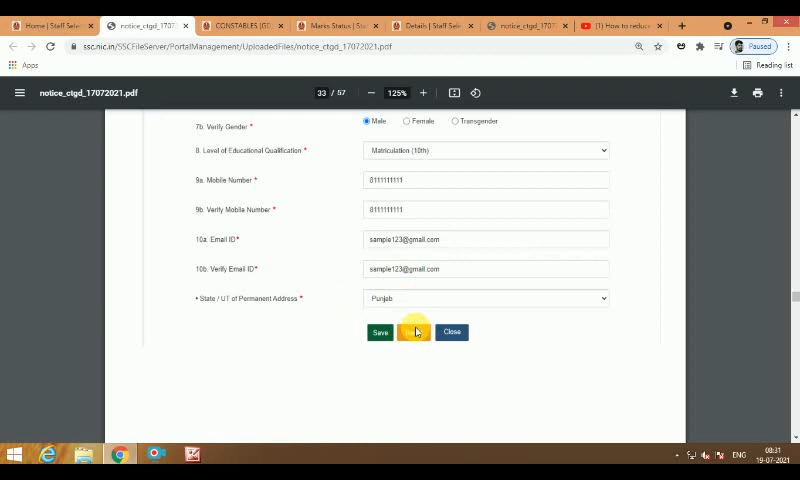 Home | Staff Sele
notice_ctgd_1707
CONSTABLES (GD
Marks Status | Sta
Details | Staff Sele
notice_ctgd_1707
(1) How to reduce
ssc.nic.in/SSCFileServer/PortalManagement/UploadedFiles/notice_ctgd_17072021.pdf
Paused
Apps
Reading list
notice_ctgd_17072021.pdf
33 / 57
125%
7b. Verify Gender *
Male
Female
Transgender
8. Level of Educational Qualification *
Matriculation (10th)
9a. Mobile Number *
8111111111
9b. Verify Mobile Number *
8111111111
10a. Email ID*
sample123@gmail.com
10b. Verify Email ID*
sample123@gmail.com
• State / UT of Permanent Address *
Punjab
Save
Close
ENG
08:31
19-07-2021